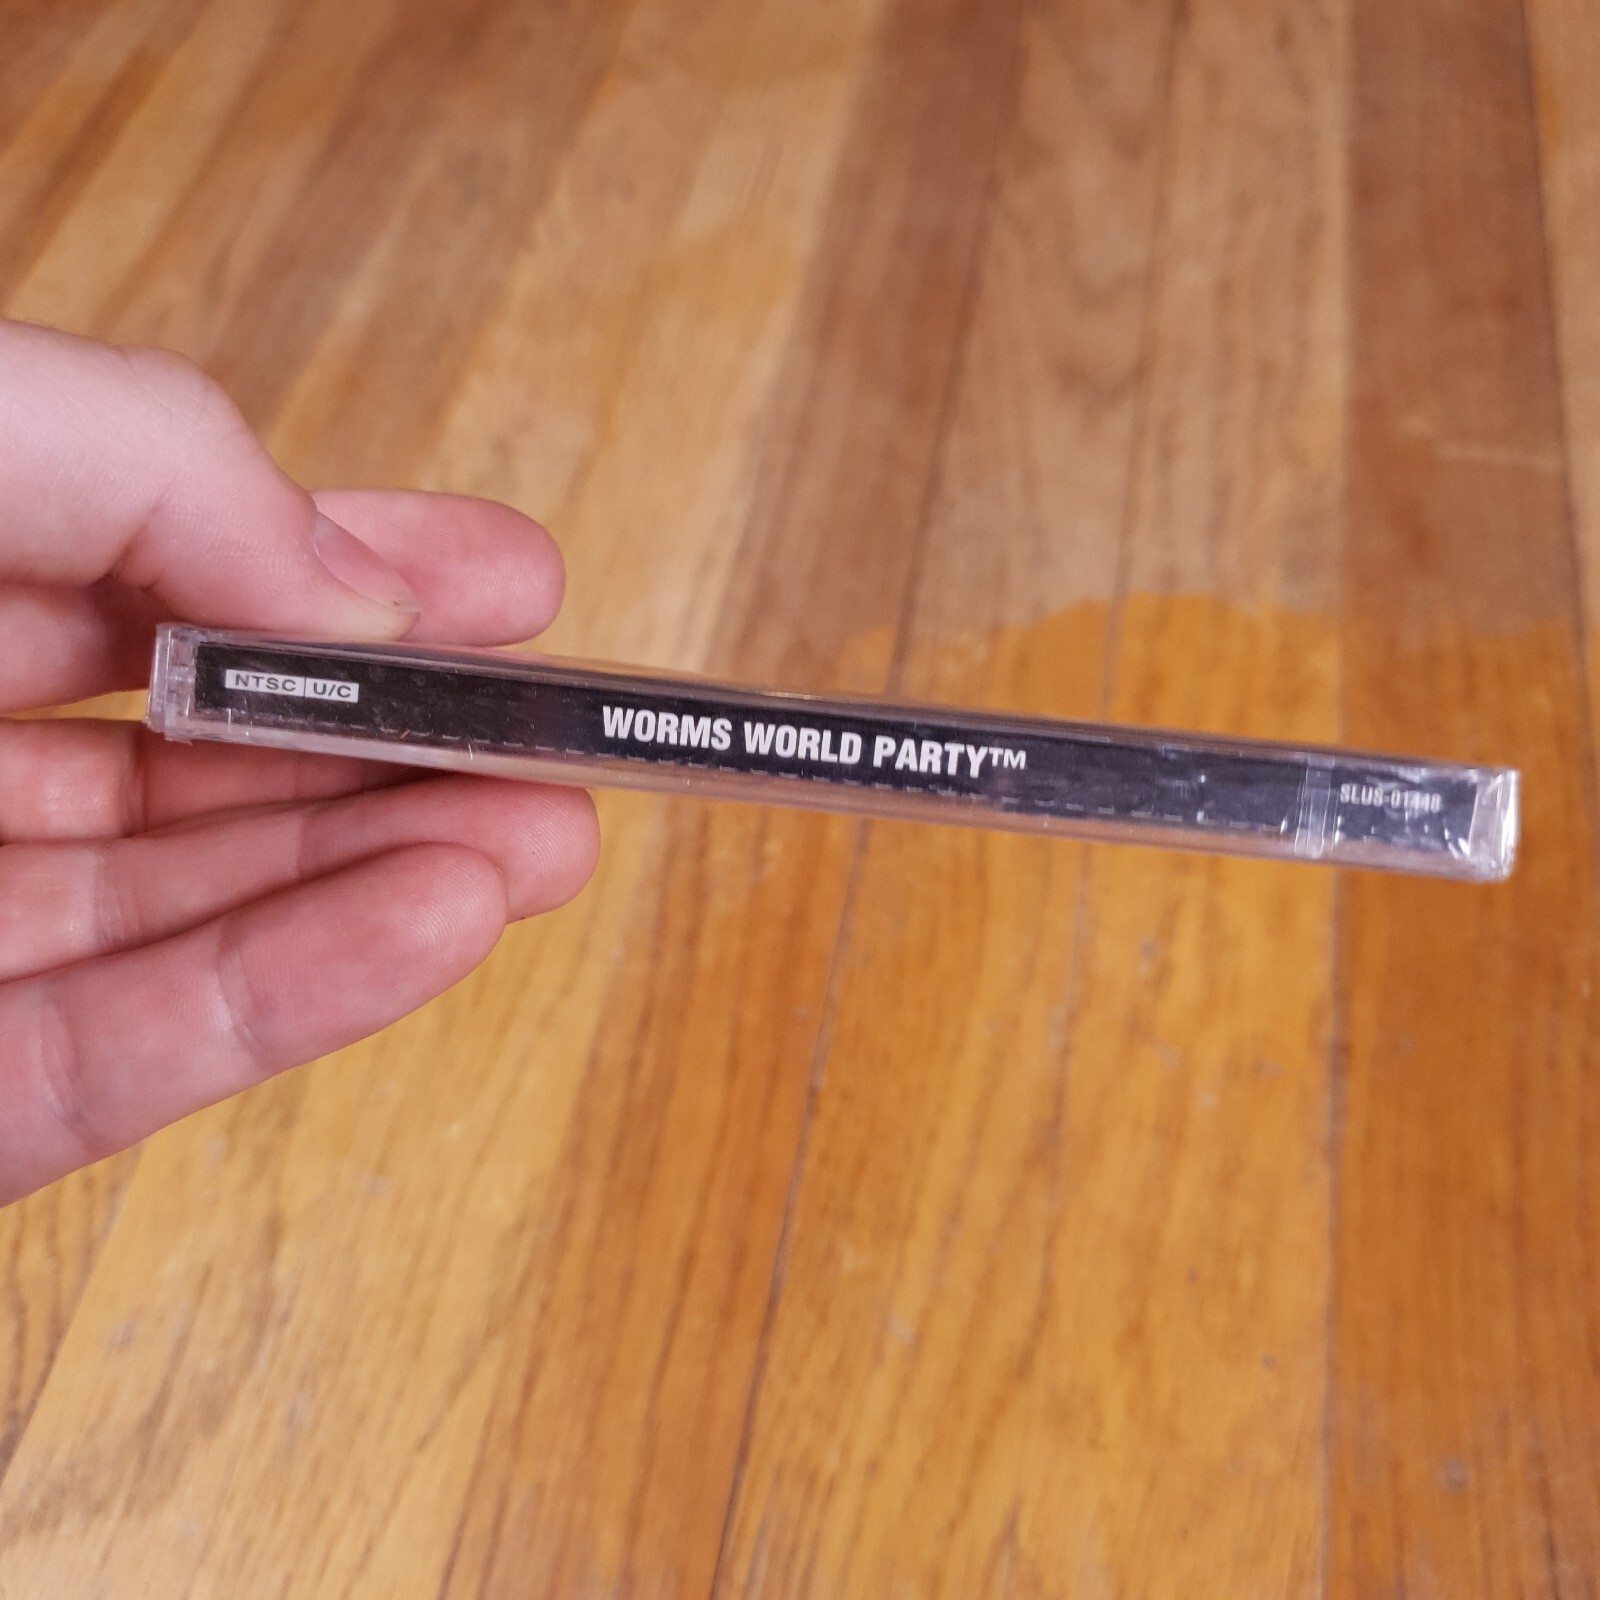 NTSC U/C
WORMS WORLD PARTY™
SLUS-01448